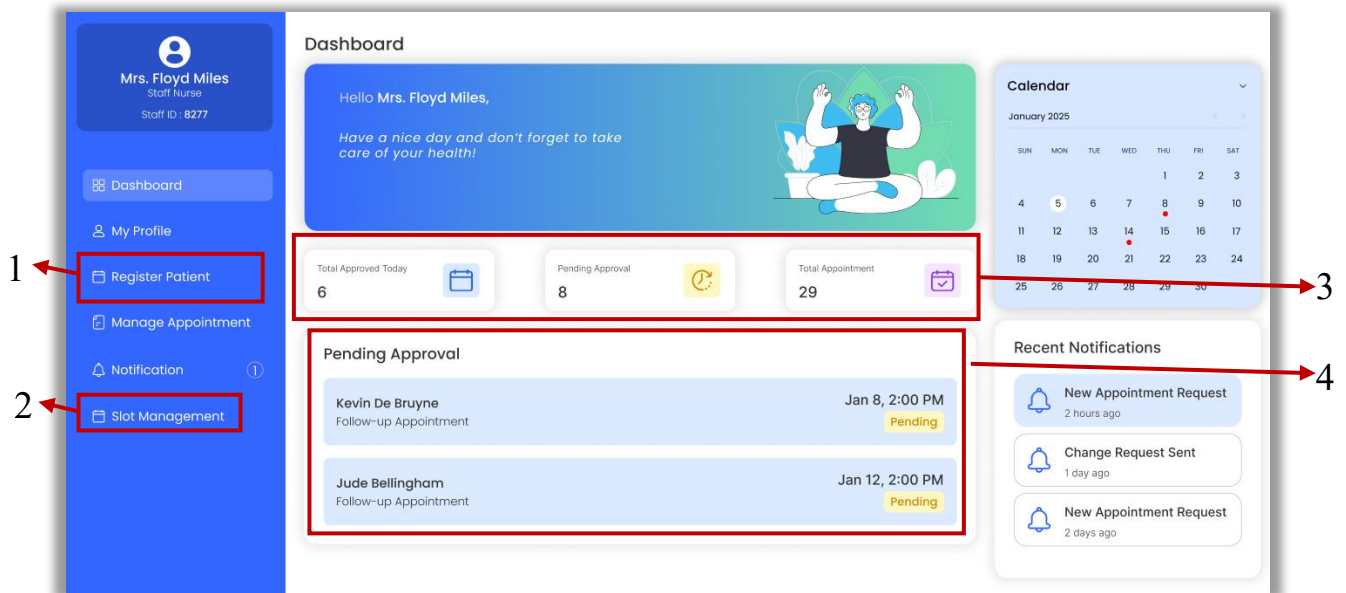 Mrs. Floyd Miles
Staff Nurse
Staff ID : 8277
Dashboard
My Profile
1
Register Patient
Manage Appointment
Notification 1
2
Slot Management
Dashboard
Hello Mrs. Floyd Miles,
Have a nice day and don't forget to take
care of your health!
Total Approved Today
6
Pending Approval
8
Total Appointment
29
3
Pending Approval
4
Kevin De Bruyne
Follow-up Appointment
Jan 8, 2:00 PM
Pending
Jude Bellingham
Follow-up Appointment
Jan 12, 2:00 PM
Pending
Calendar
January 2025
SUN MON TUE WED THU FRI SAT
1 2 3
4 5 6 7 8 9 10
11 12 13 14 15 16 17
18 19 20 21 22 23 24
25 26 27 28 29 30
Recent Notifications
New Appointment Request
2 hours ago
Change Request Sent
1 day ago
New Appointment Request
2 days ago